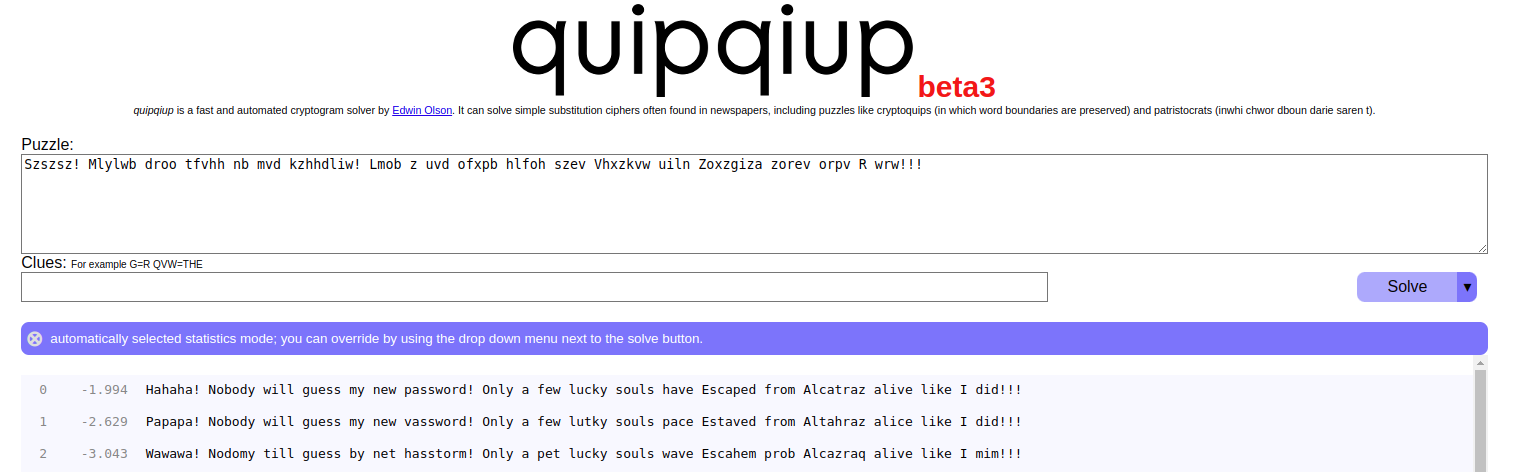 quipqiup beta3
quipqiup is a fast and automated cryptogram solver by Edwin Olson. It can solve simple substitution ciphers often found in newspapers, including puzzles like cryptoquips (in which word boundaries are preserved) and patristocrats (inwhi chwor dboun darie saren t).
Puzzle:
Szszsz! Mlylwb droo tfvhh nb mvd kzhhdliw! Lmob z uvd ofxpb hlfoh szev Vhxzkvw uiln Zoxzgiza zorev orpv R wrw!!!
Clues: For example G=R QVW=THE
Solve ▼
automatically selected statistics mode; you can override by using the drop down menu next to the solve button.
0 -1.994 Hahaha! Nobody will guess my new password! Only a few lucky souls have Escaped from Alcatraz alive like I did!!!
1 -2.629 Papapa! Nobody will guess my new vassword! Only a few lutky souls pace Estaved from Altahraz alice like I did!!!
2 -3.043 Wawawa! Nodomy till guess by net hasstorm! Only a pet lucky souls wave Escahem prob Alcazraq alive like I mim!!!